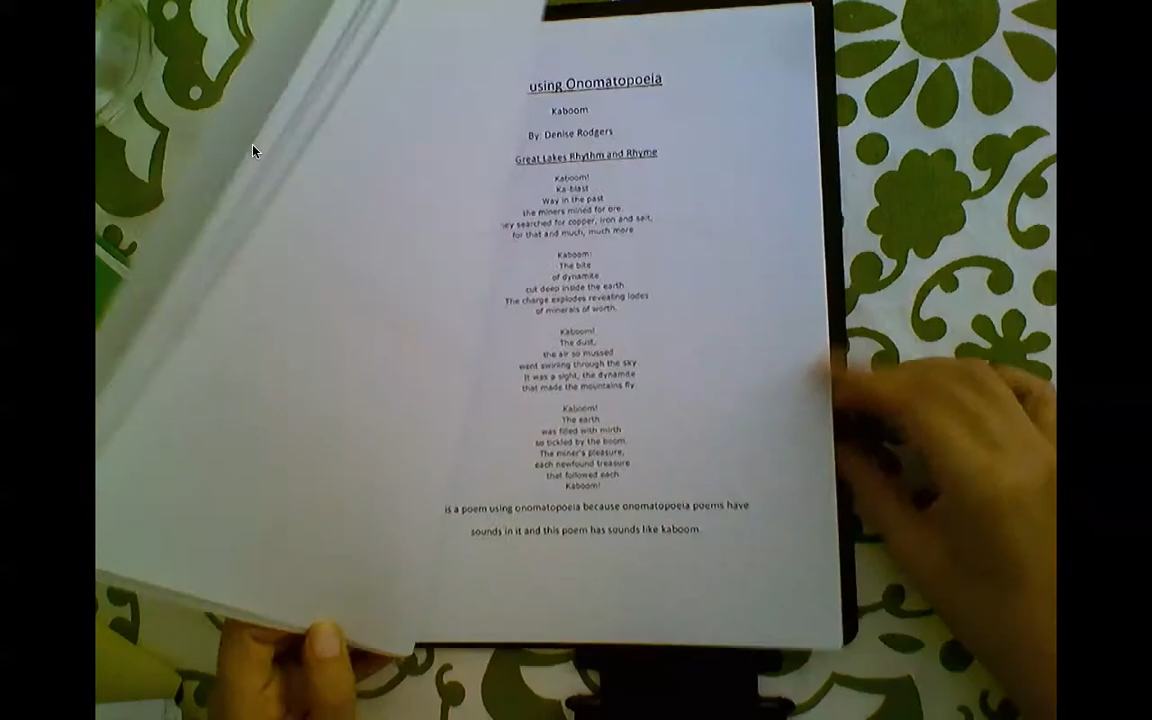 using Onomatopoeia
Kaboom
By: Denise Rodgers
Great Lakes Rhythm and Rhyme
Kaboom!
Ka-blast
Way in the past
the miners mined for ore.
ey searched for copper, iron and salt,
for that and much, much more
Kaboom!
The bite
of dynamite
cut deep inside the earth
The charge explodes revealing lodes
of minerals of worth.
Kaboom!
The dust,
the air so mussed
went swirling through the sky
It was a sight, the dynamite
that made the mountains fly
Kaboom!
The earth
was filled with mirth
so tickled by the boom.
The miner's pleasure,
each newfound treasure
that followed each
Kaboom!
is a poem using onomatopoeia because onomatopoeia poems have
sounds in it and this poem has sounds like kaboom.